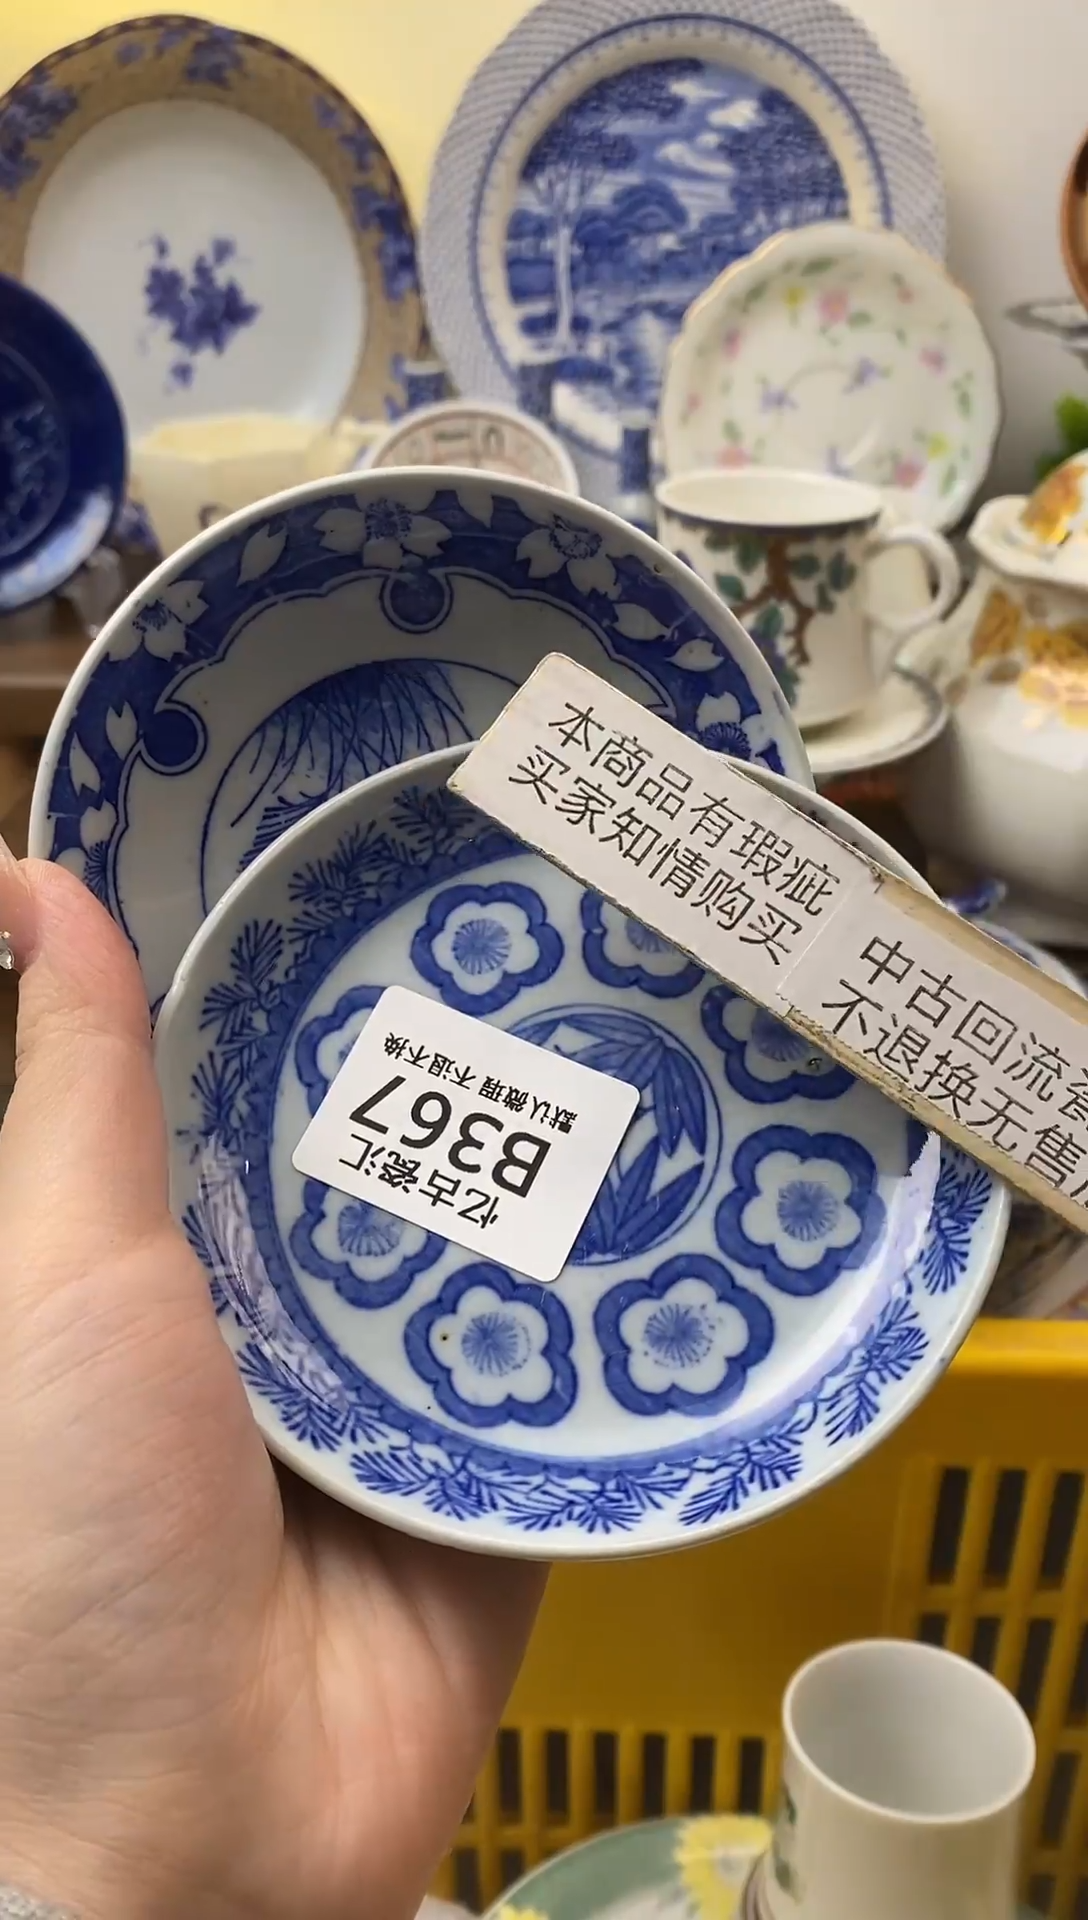 本商品有瑕疵
买家知情购买
中古回流
不退换无售
忆古瓷汇
B367
默认微瑕 不退不换